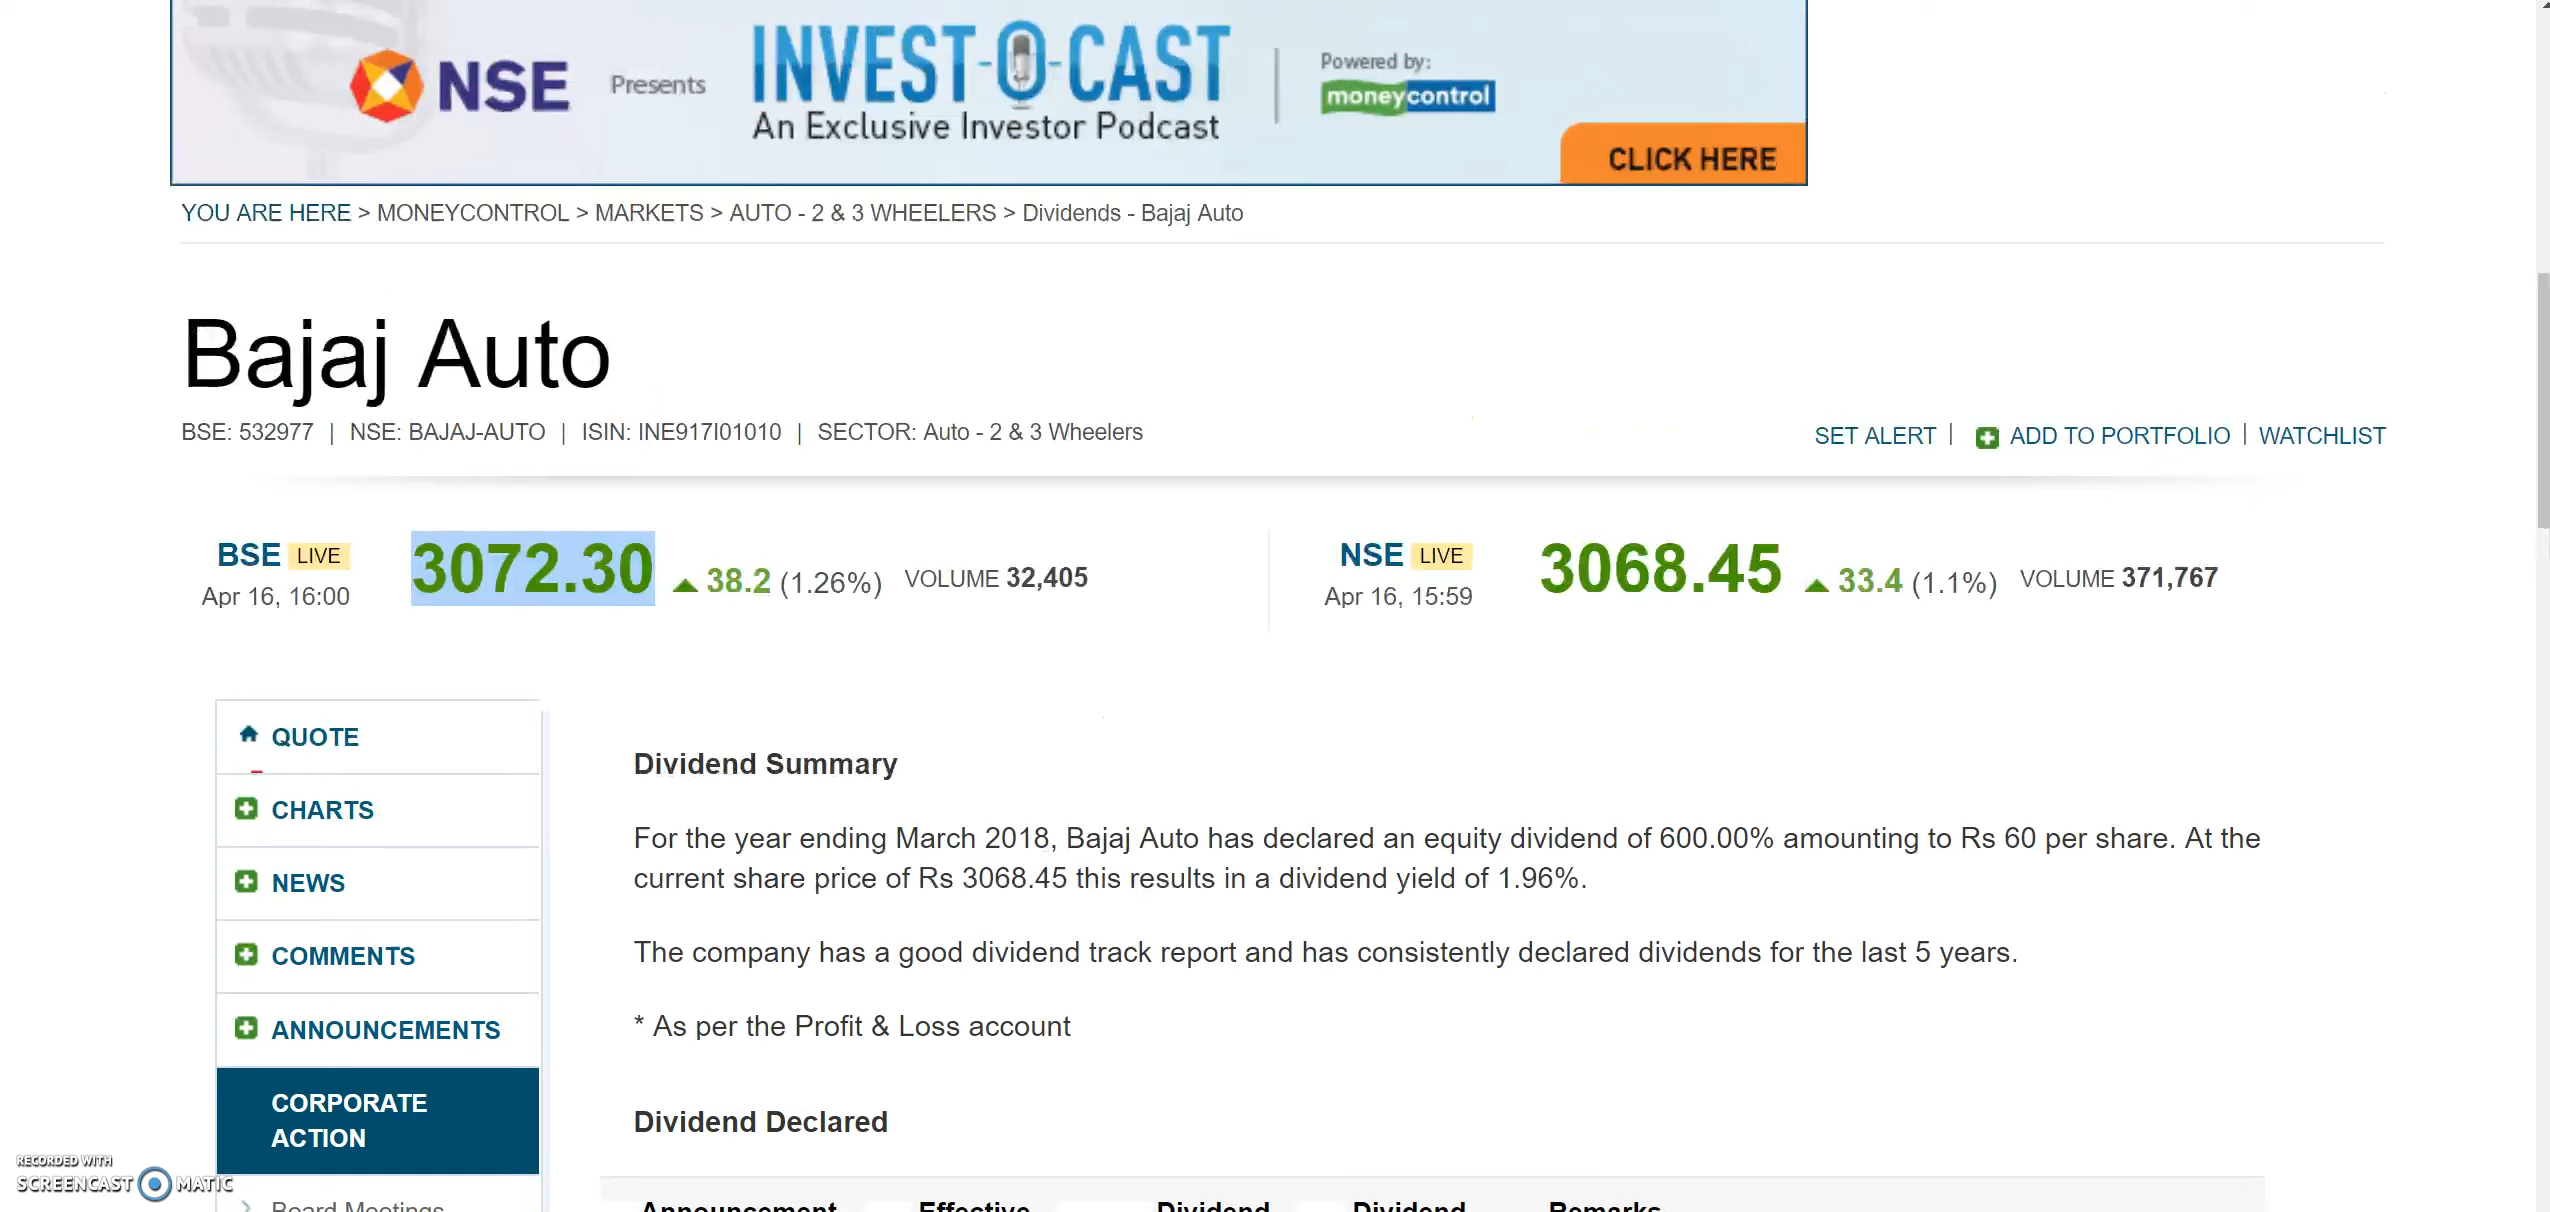 NSE Presents INVEST-O-CAST Powered by:
An Exclusive Investor Podcast moneycontrol
CLICK HERE
YOU ARE HERE > MONEYCONTROL > MARKETS > AUTO - 2 & 3 WHEELERS > Dividends - Bajaj Auto
Bajaj Auto
BSE: 532977 | NSE: BAJAJ-AUTO | ISIN: INE917I01010 | SECTOR: Auto - 2 & 3 Wheelers
SET ALERT | ADD TO PORTFOLIO | WATCHLIST
BSE LIVE 3072.30 38.2 (1.26%) VOLUME 32,405
Apr 16, 16:00
NSE LIVE 3068.45 33.4 (1.1%) VOLUME 371,767
Apr 16, 15:59
QUOTE
CHARTS
NEWS
COMMENTS
ANNOUNCEMENTS
CORPORATE
ACTION
Board Meetings
Dividend Summary
For the year ending March 2018, Bajaj Auto has declared an equity dividend of 600.00% amounting to Rs 60 per share. At the
current share price of Rs 3068.45 this results in a dividend yield of 1.96%.
The company has a good dividend track report and has consistently declared dividends for the last 5 years.
* As per the Profit & Loss account
Dividend Declared
Announcement Effective Dividend Dividend Remarks
RECORDED WITH
SCREENCAST MATIC